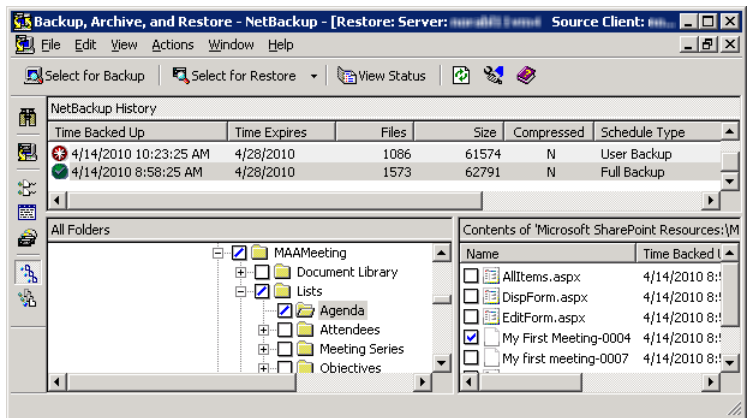 Backup, Archive, and Restore - NetBackup - [Restore: Server: Source Client:
File Edit View Actions Window Help
Select for Backup Select for Restore View Status
NetBackup History
Time Backed Up Time Expires Files Size Compressed Schedule Type
4/14/2010 10:23:25 AM 4/28/2010 1086 61574 N User Backup
4/14/2010 8:58:25 AM 4/28/2010 1573 62791 N Full Backup
All Folders
MAAMeeting
Document Library
Lists
Agenda
Attendees
Meeting Series
Objectives
Contents of 'Microsoft SharePoint Resources:\M
Name Time Backed U
AllItems.aspx 4/14/2010 8:5
DispForm.aspx 4/14/2010 8:5
EditForm.aspx 4/14/2010 8:5
My First Meeting-0004 4/14/2010 8:5
My first meeting-0007 4/14/2010 8:5